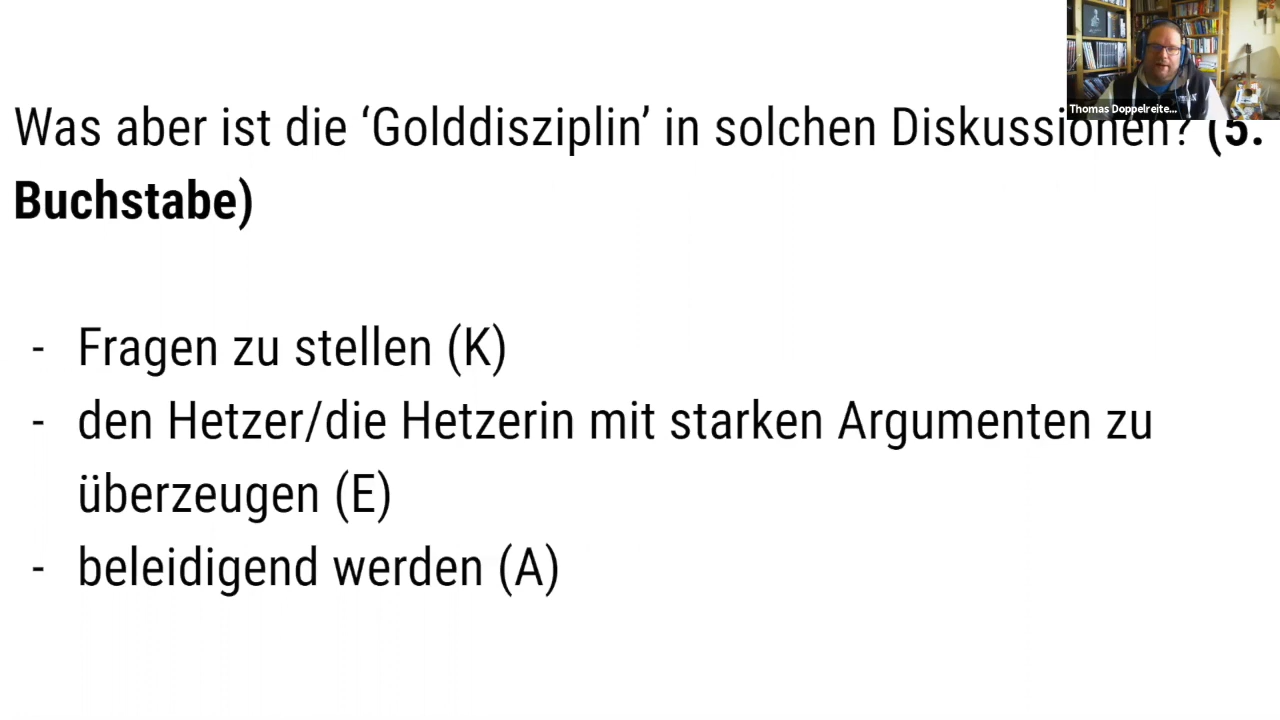 Thomas Doppelreite...
Was aber ist die ‘Golddisziplin’ in solchen Diskussionen? (5.
Buchstabe)
- Fragen zu stellen (K)
- den Hetzer/die Hetzerin mit starken Argumenten zu
überzeugen (E)
- beleidigend werden (A)